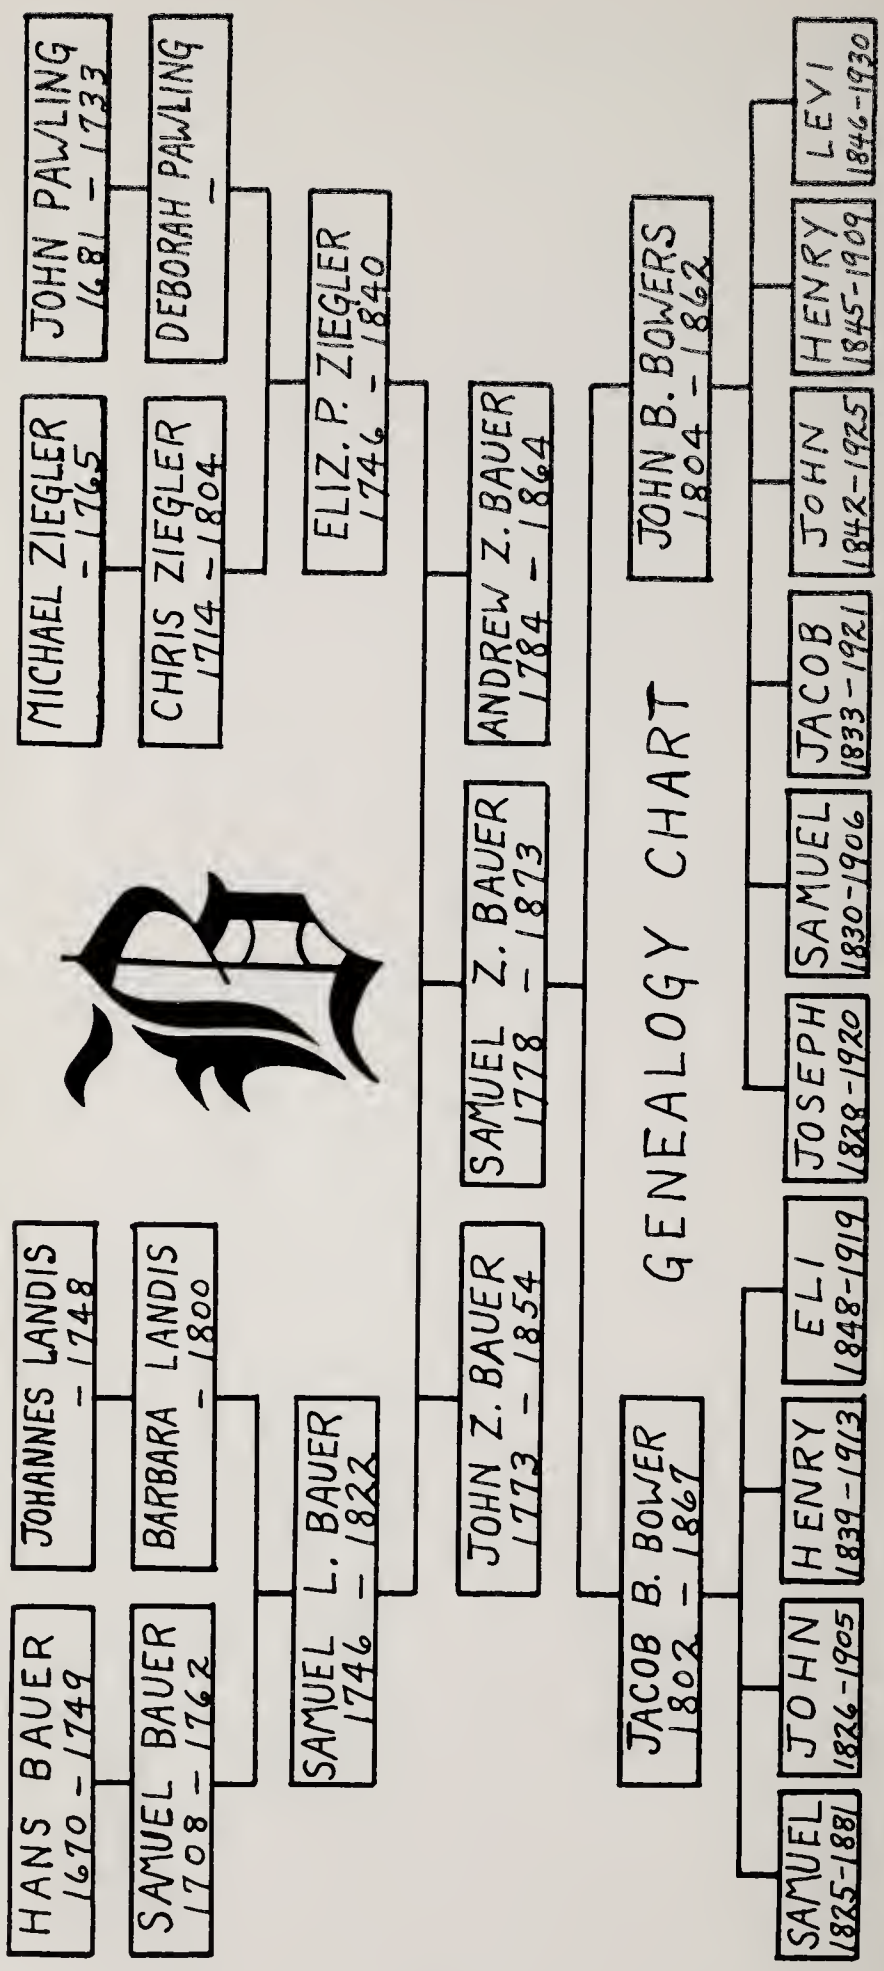 HANS BAUER
1670 – 1749
JOHANNES LANDIS
– 1748
MICHAEL ZIEGLER
– 1765
JOHN PAWLING
1681 – 1733
SAMUEL BAUER
1708 – 1762
BARBARA LANDIS
– 1800
CHRIS ZIEGLER
1714 – 1804
DEBORAH PAWLING
–
B
SAMUEL L. BAUER
1746 – 1822
ELIZ. P. ZIEGLER
1746 – 1840
JOHN Z. BAUER
1773 – 1854
SAMUEL Z. BAUER
1778 – 1873
ANDREW Z. BAUER
1784 – 1864
JACOB B. BOWER
1802 – 1867
GENEALOGY CHART
JOHN B. BOWERS
1804 – 1862
SAMUEL
1825–1881
JOHN
1826–1905
HENRY
1839–1913
ELI
1848–1919
JOSEPH
1828–1920
SAMUEL
1830–1906
JACOB
1833–1921
JOHN
1842–1925
HENRY
1845–1909
LEVI
1846–1930